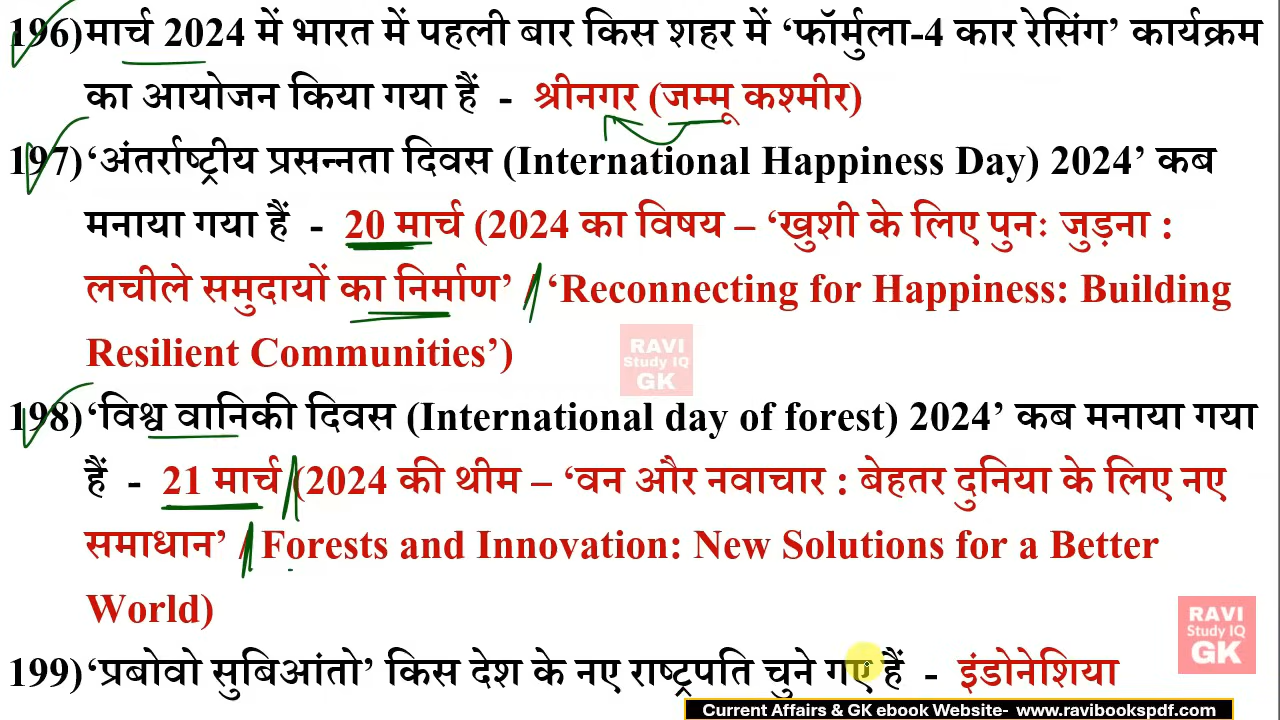 196)मार्च 2024 में भारत में पहली बार किस शहर में ‘फॉर्मुला-4 कार रेसिंग’ कार्यक्रम
का आयोजन किया गया हैं - श्रीनगर (जम्मू कश्मीर)
197)‘अंतर्राष्ट्रीय प्रसन्नता दिवस (International Happiness Day) 2024’ कब
मनाया गया हैं - 20 मार्च (2024 का विषय – ‘खुशी के लिए पुनः जुड़ना :
लचीले समुदायों का निर्माण’ / ‘Reconnecting for Happiness: Building
Resilient Communities’)
RAVI
Study IQ
GK
198)‘विश्व वानिकी दिवस (International day of forest) 2024’ कब मनाया गया
हैं - 21 मार्च (2024 की थीम – ‘वन और नवाचार : बेहतर दुनिया के लिए नए
समाधान’ / Forests and Innovation: New Solutions for a Better
World)
RAVI
Study IQ
GK
199)‘प्रबोवो सुबिआंतो’ किस देश के नए राष्ट्रपति चुने गए हैं - इंडोनेशिया
Current Affairs & GK ebook Website- www.ravibookspdf.com